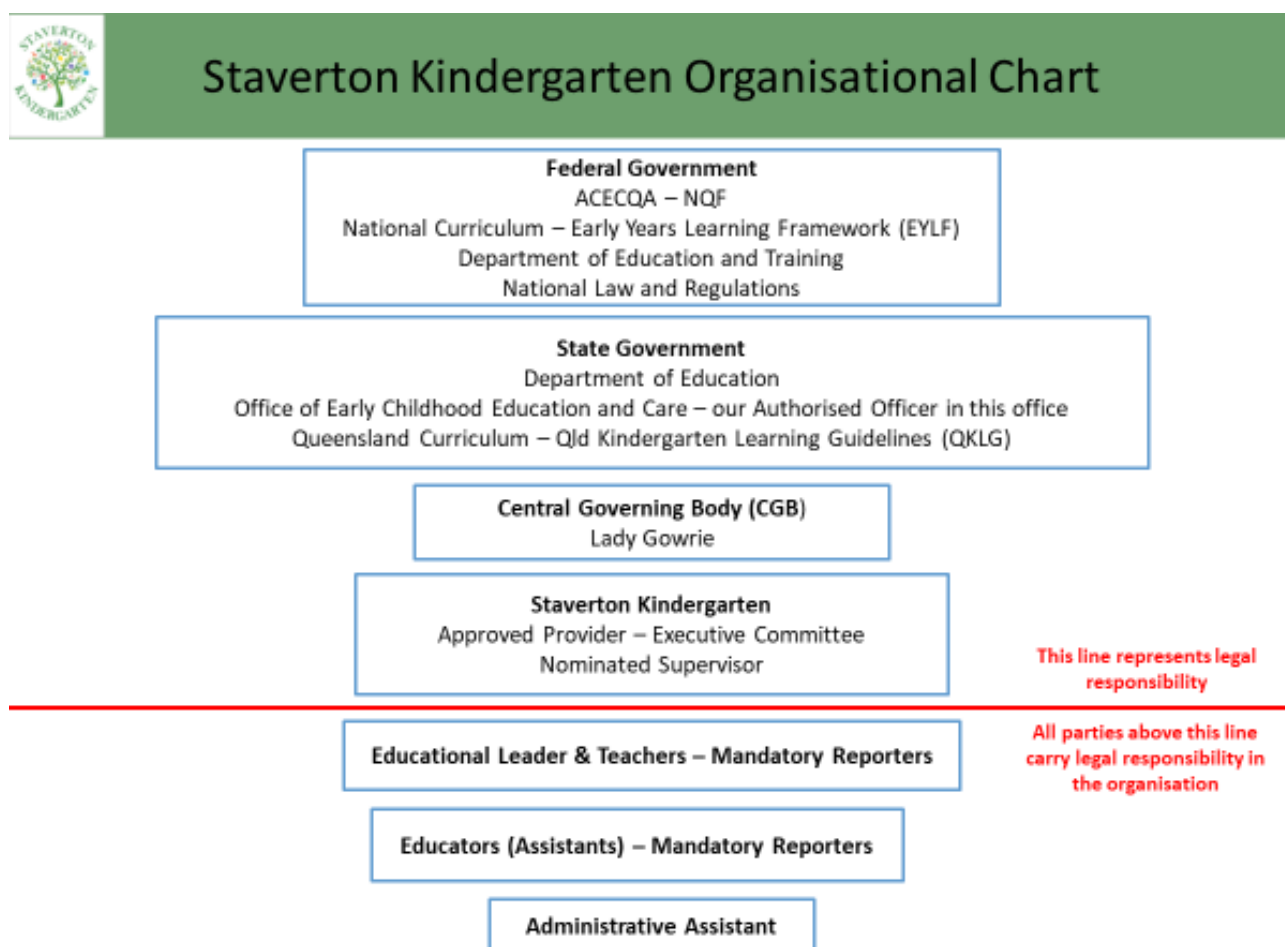 STAVERTON
KINDERGARTEN
Staverton Kindergarten Organisational Chart
Federal Government
ACECQA – NQF
National Curriculum – Early Years Learning Framework (EYLF)
Department of Education and Training
National Law and Regulations
State Government
Department of Education
Office of Early Childhood Education and Care – our Authorised Officer in this office
Queensland Curriculum – Qld Kindergarten Learning Guidelines (QKLG)
Central Governing Body (CGB)
Lady Gowrie
Staverton Kindergarten
Approved Provider – Executive Committee
Nominated Supervisor
This line represents legal
responsibility
All parties above this line
carry legal responsibility in
the organisation
Educational Leader & Teachers – Mandatory Reporters
Educators (Assistants) – Mandatory Reporters
Administrative Assistant